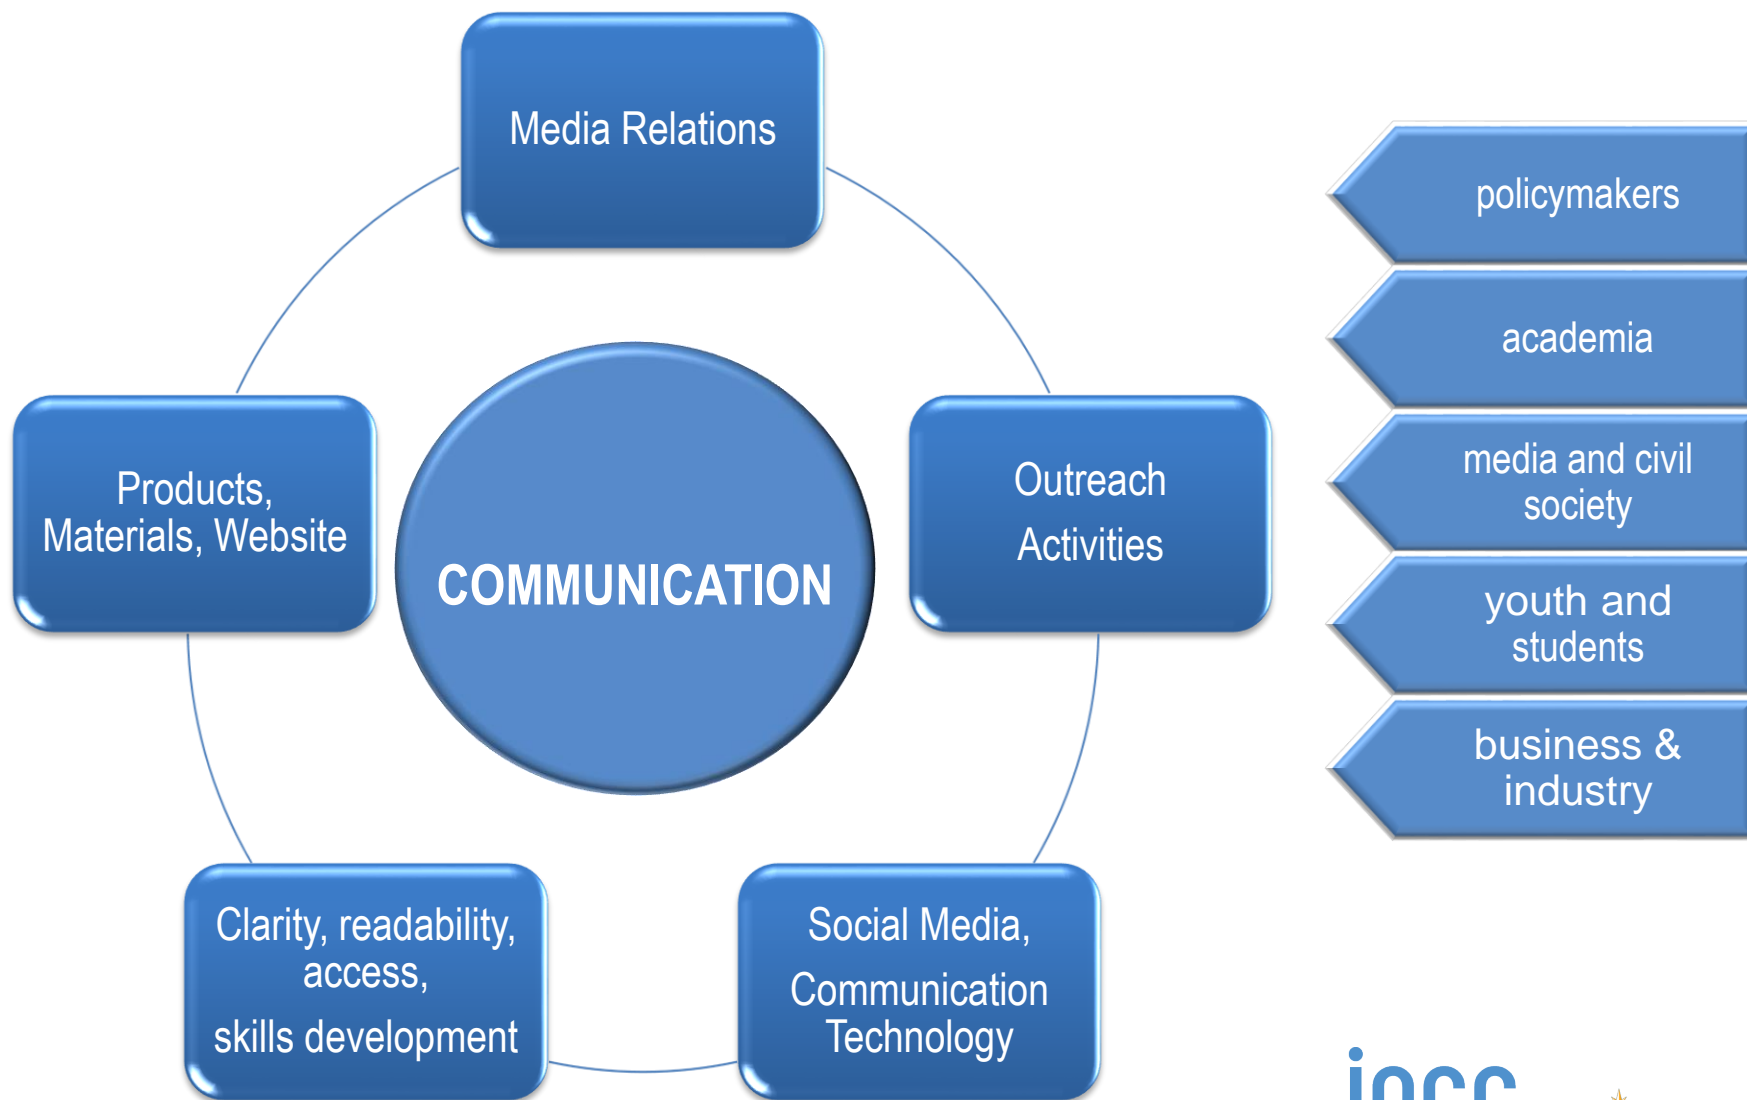 Media Relations
Outreach
Activities
Social Media,
Communication
Technology
Clarity, readability,
access,
skills development
Products,
Materials, Website
COMMUNICATION
policymakers
academia
media and civil
society
youth and
students
business &
industry
ipcc